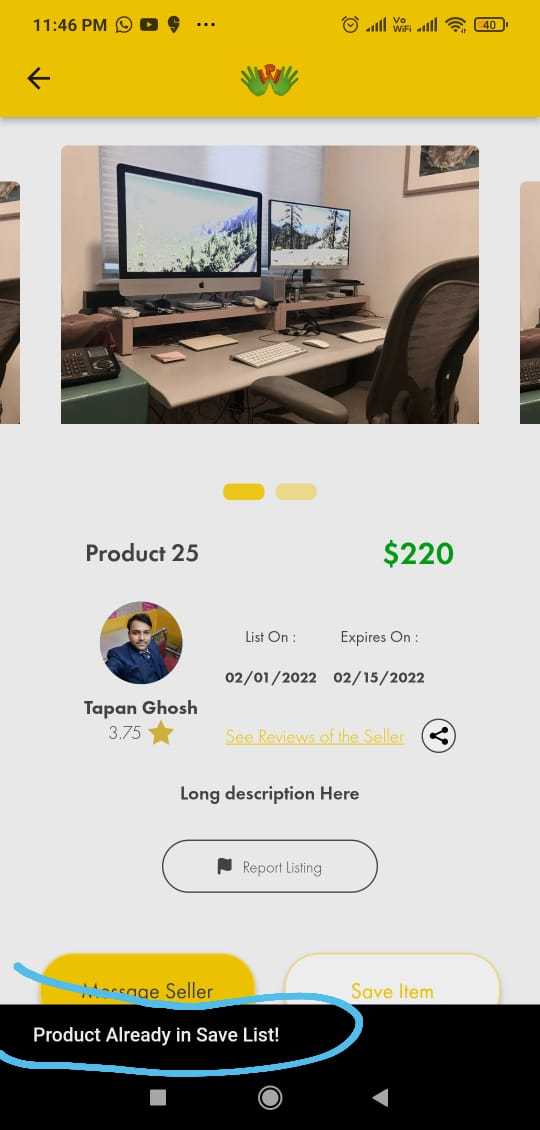 11:46 PM
Vo
WiFi
40
Product 25
$220
List On :
Expires On :
02/01/2022
02/15/2022
Tapan Ghosh
3.75
See Reviews of the Seller
Long description Here
Report Listing
Message Seller
Save Item
Product Already in Save List!